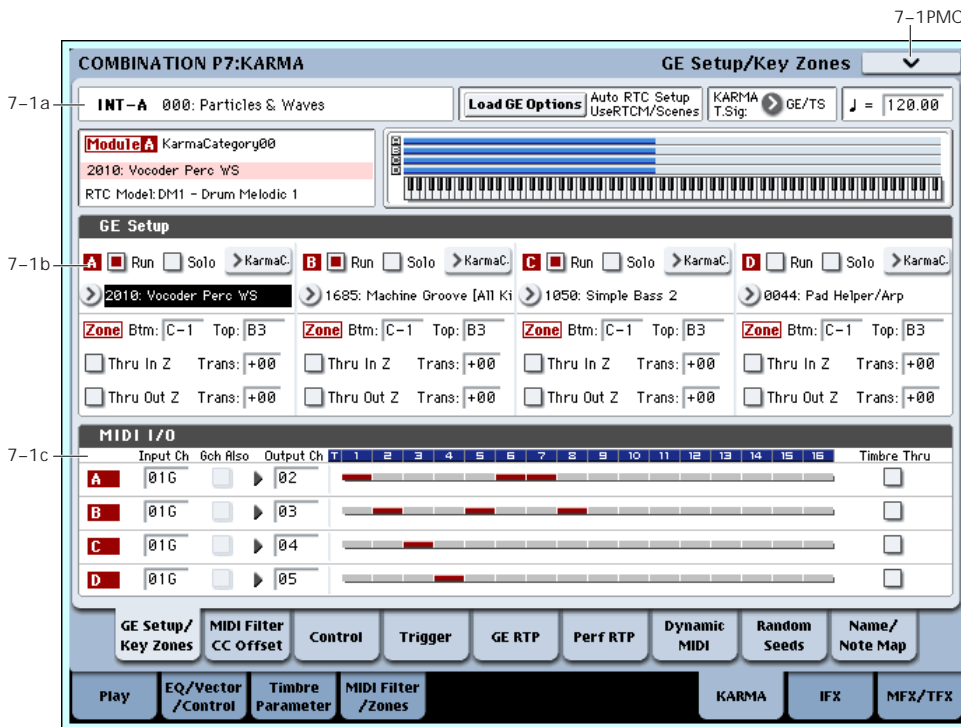 7-1PMC
COMBINATION P7:KARMA GE Setup/Key Zones
7-1a
INT-A 000: Particles & Waves Load GE Options Auto RTC Setup UseRTCM/Scenes KARMA T.Sig: GE/TS ♩ = 120.00
Module A KarmaCategory00
2010: Vocoder Perc WS
RTC Model: DM1 - Drum Melodic 1
A
B
C
D
GE Setup
7-1b
A Run Solo KarmaC. B Run Solo KarmaC. C Run Solo KarmaC. D Run Solo KarmaC.
2010: Vocoder Perc WS 1685: Machine Groove [All Ki 1050: Simple Bass 2 0044: Pad Helper/Arp
Zone Btm: C-1 Top: B3 Zone Btm: C-1 Top: B3 Zone Btm: C-1 Top: B3 Zone Btm: C-1 Top: B3
Thru In Z Trans: +00 Thru In Z Trans: +00 Thru In Z Trans: +00 Thru In Z Trans: +00
Thru Out Z Trans: +00 Thru Out Z Trans: +00 Thru Out Z Trans: +00 Thru Out Z Trans: +00
MIDI I/O
7-1c
Input Ch Gch Also Output Ch T 1 2 3 4 5 6 7 8 9 10 11 12 13 14 15 16 Timbre Thru
A 01G 02
B 01G 03
C 01G 04
D 01G 05
GE Setup/ Key Zones MIDI Filter CC Offset Control Trigger GE RTP Perf RTP Dynamic MIDI Random Seeds Name/ Note Map
Play EQ/Vector /Control Timbre Parameter MIDI Filter /Zones KARMA IFX MFX/TFX